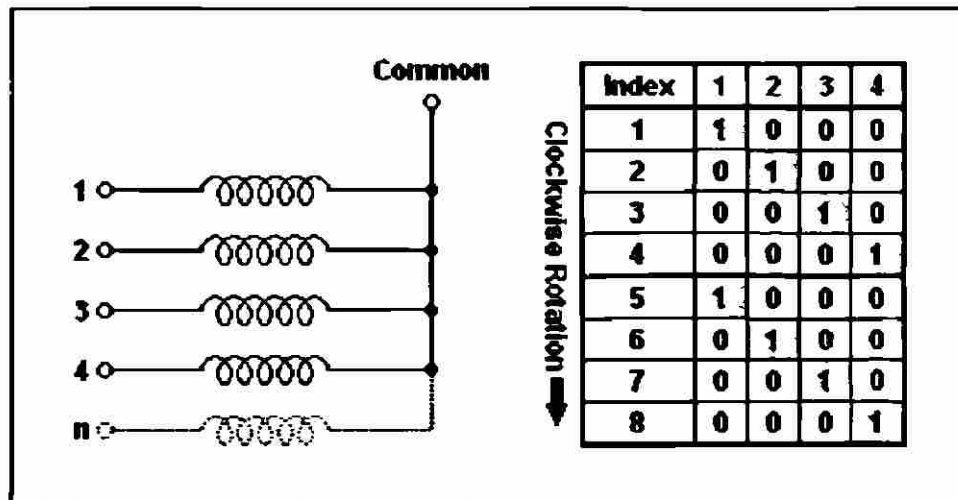 Common
1
2
3
4
n
Clockwise Rotation
Index 1 2 3 4
1 1 0 0 0
2 0 1 0 0
3 0 0 1 0
4 0 0 0 1
5 1 0 0 0
6 0 1 0 0
7 0 0 1 0
8 0 0 0 1